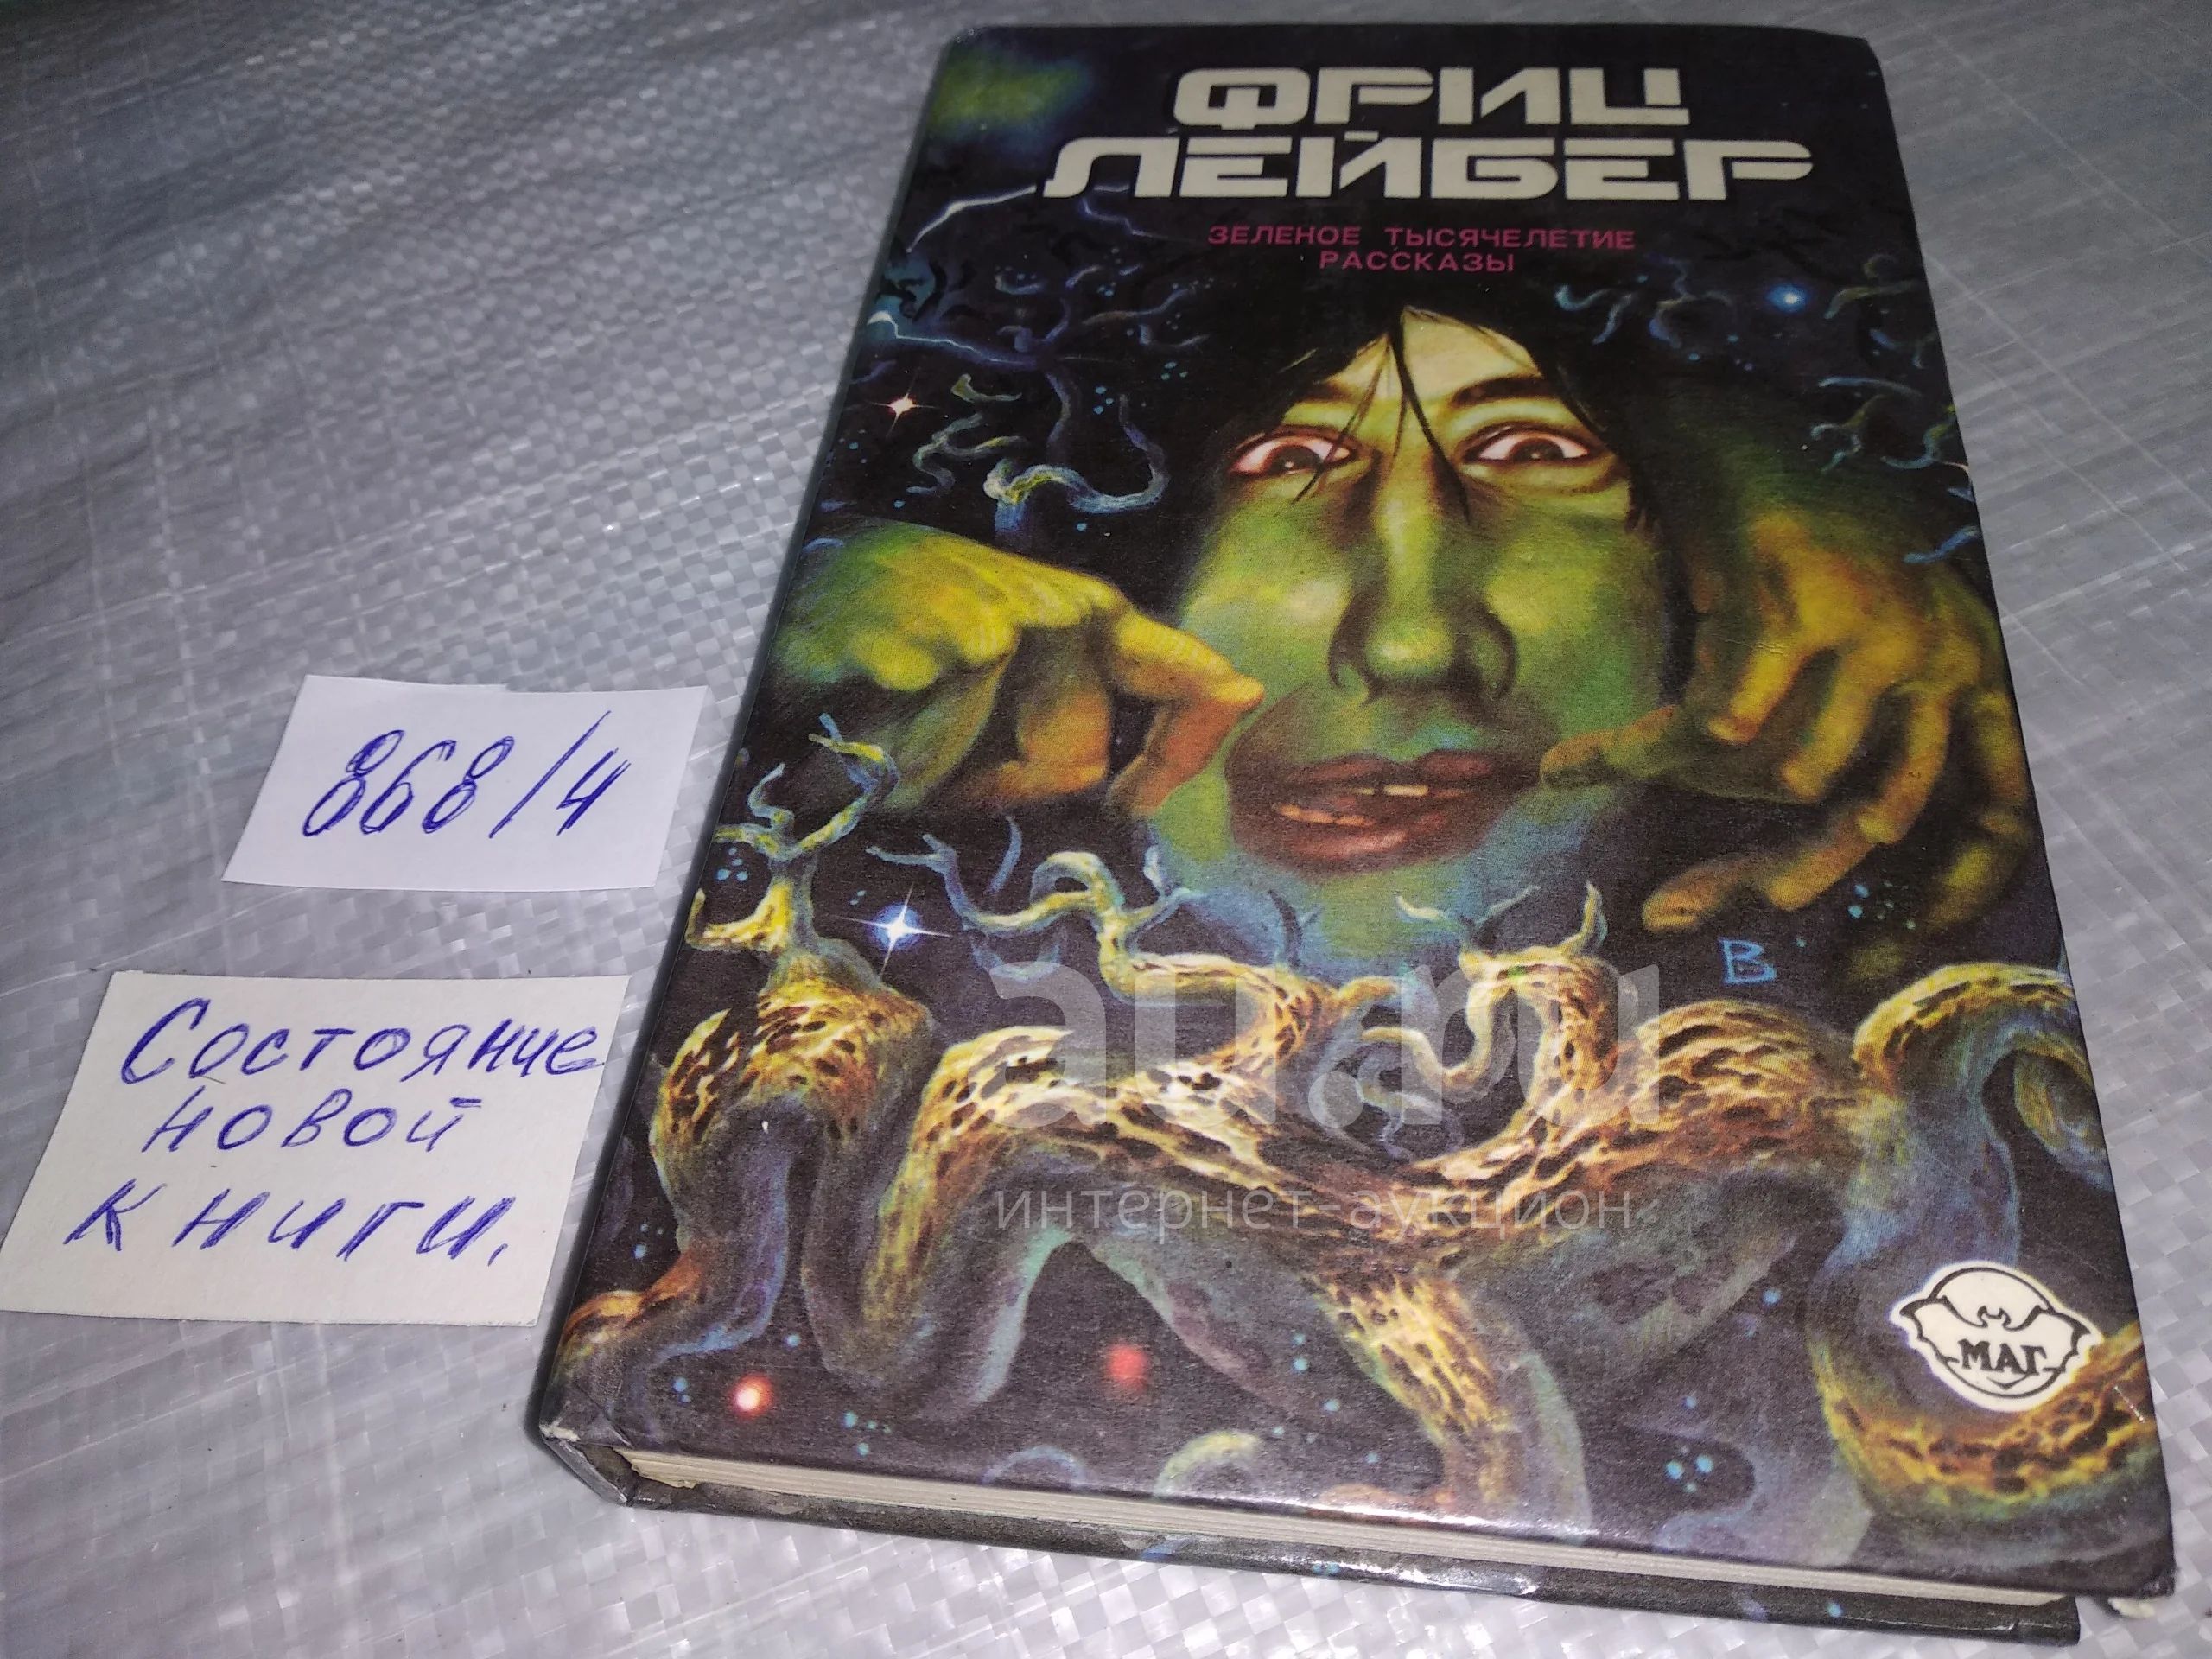 ФРИЦ
ЛЕЙБЕР
ЗЕЛЕНОЕ ТЫСЯЧЕЛЕТИЕ
РАССКАЗЫ
868/4
Состояние
новой
книги.
В
au.ru
интернет-аукцион
МАГ